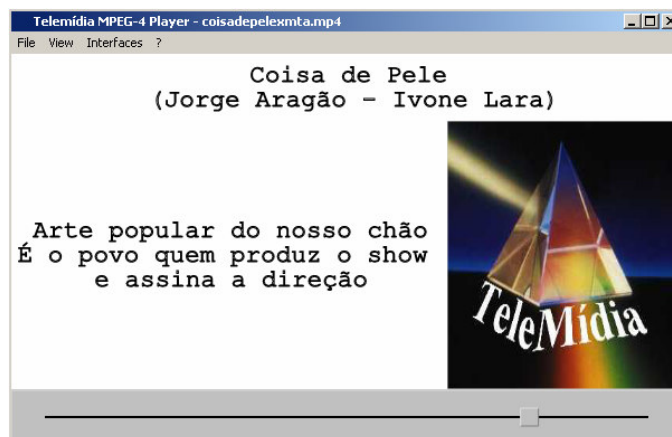 Telemídia MPEG-4 Player - coisadepelexmta.mp4
File View Interfaces ?
Coisa de Pele
(Jorge Aragão – Ivone Lara)
Arte popular do nosso chão
É o povo quem produz o show
e assina a direção
TeleMídia